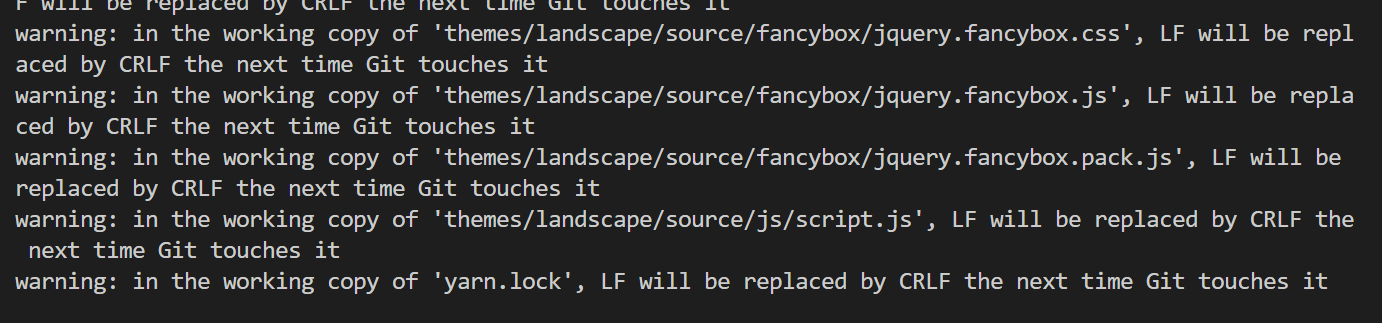 F will be replaced by CRLF the next time Git touches it
warning: in the working copy of 'themes/landscape/source/fancybox/jquery.fancybox.css', LF will be repl
aced by CRLF the next time Git touches it
warning: in the working copy of 'themes/landscape/source/fancybox/jquery.fancybox.js', LF will be repla
ced by CRLF the next time Git touches it
warning: in the working copy of 'themes/landscape/source/fancybox/jquery.fancybox.pack.js', LF will be
replaced by CRLF the next time Git touches it
warning: in the working copy of 'themes/landscape/source/js/script.js', LF will be replaced by CRLF the
 next time Git touches it
warning: in the working copy of 'yarn.lock', LF will be replaced by CRLF the next time Git touches it